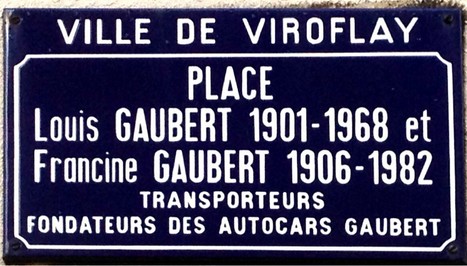 VILLE DE VIROFLAY
PLACE
Louis GAUBERT 1901-1968 et
Francine GAUBERT 1906-1982
TRANSPORTEURS
FONDATEURS DES AUTOCARS GAUBERT